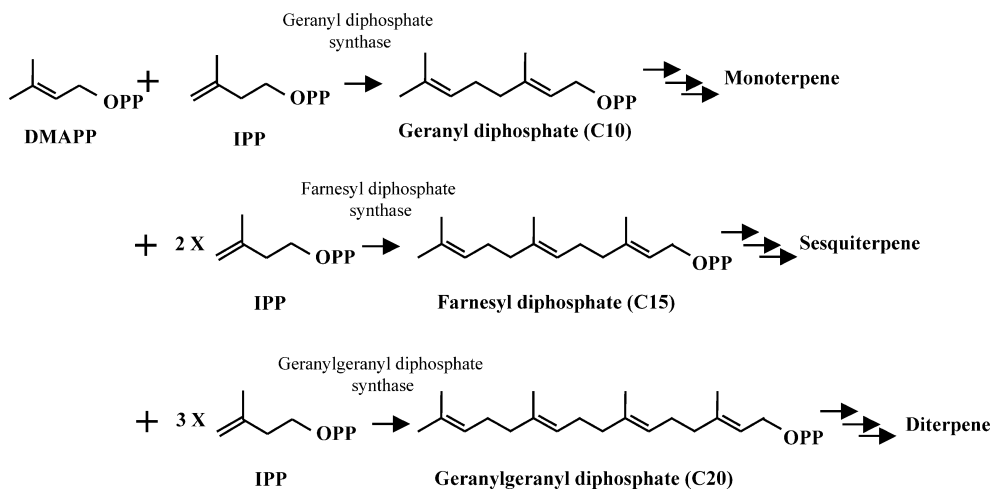 Geranyl diphosphate
synthase
+
OPP
OPP
OPP
Monoterpene
DMAPP
IPP
Geranyl diphosphate (C10)
Farnesyl diphosphate
synthase
+ 2 X
OPP
OPP
Sesquiterpene
IPP
Farnesyl diphosphate (C15)
Geranylgeranyl diphosphate
synthase
+ 3 X
OPP
OPP
Diterpene
IPP
Geranylgeranyl diphosphate (C20)